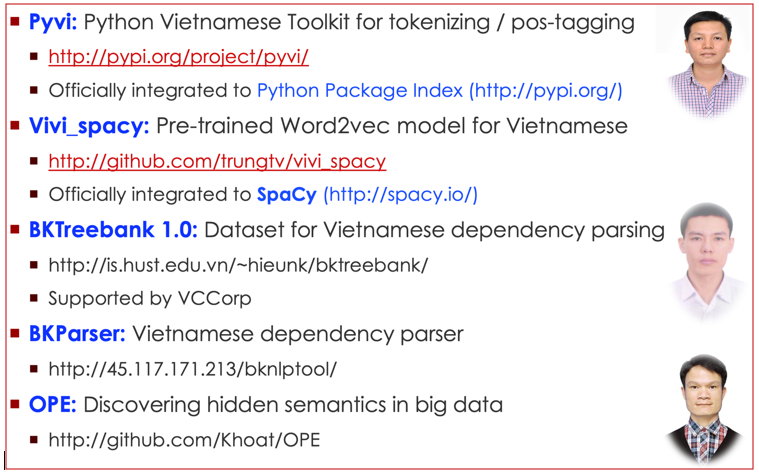 Pyvi: Python Vietnamese Toolkit for tokenizing / pos-tagging
http://pypi.org/project/pyvi/
Officially integrated to Python Package Index (http://pypi.org/)
Vivi_spacy: Pre-trained Word2vec model for Vietnamese
http://github.com/trungtv/vivi_spacy
Officially integrated to SpaCy (http://spacy.io/)
BKTreebank 1.0: Dataset for Vietnamese dependency parsing
http://is.hust.edu.vn/~hieunk/bktreebank/
Supported by VCCorp
BKParser: Vietnamese dependency parser
http://45.117.171.213/bknlptool/
OPE: Discovering hidden semantics in big data
http://github.com/Khoat/OPE